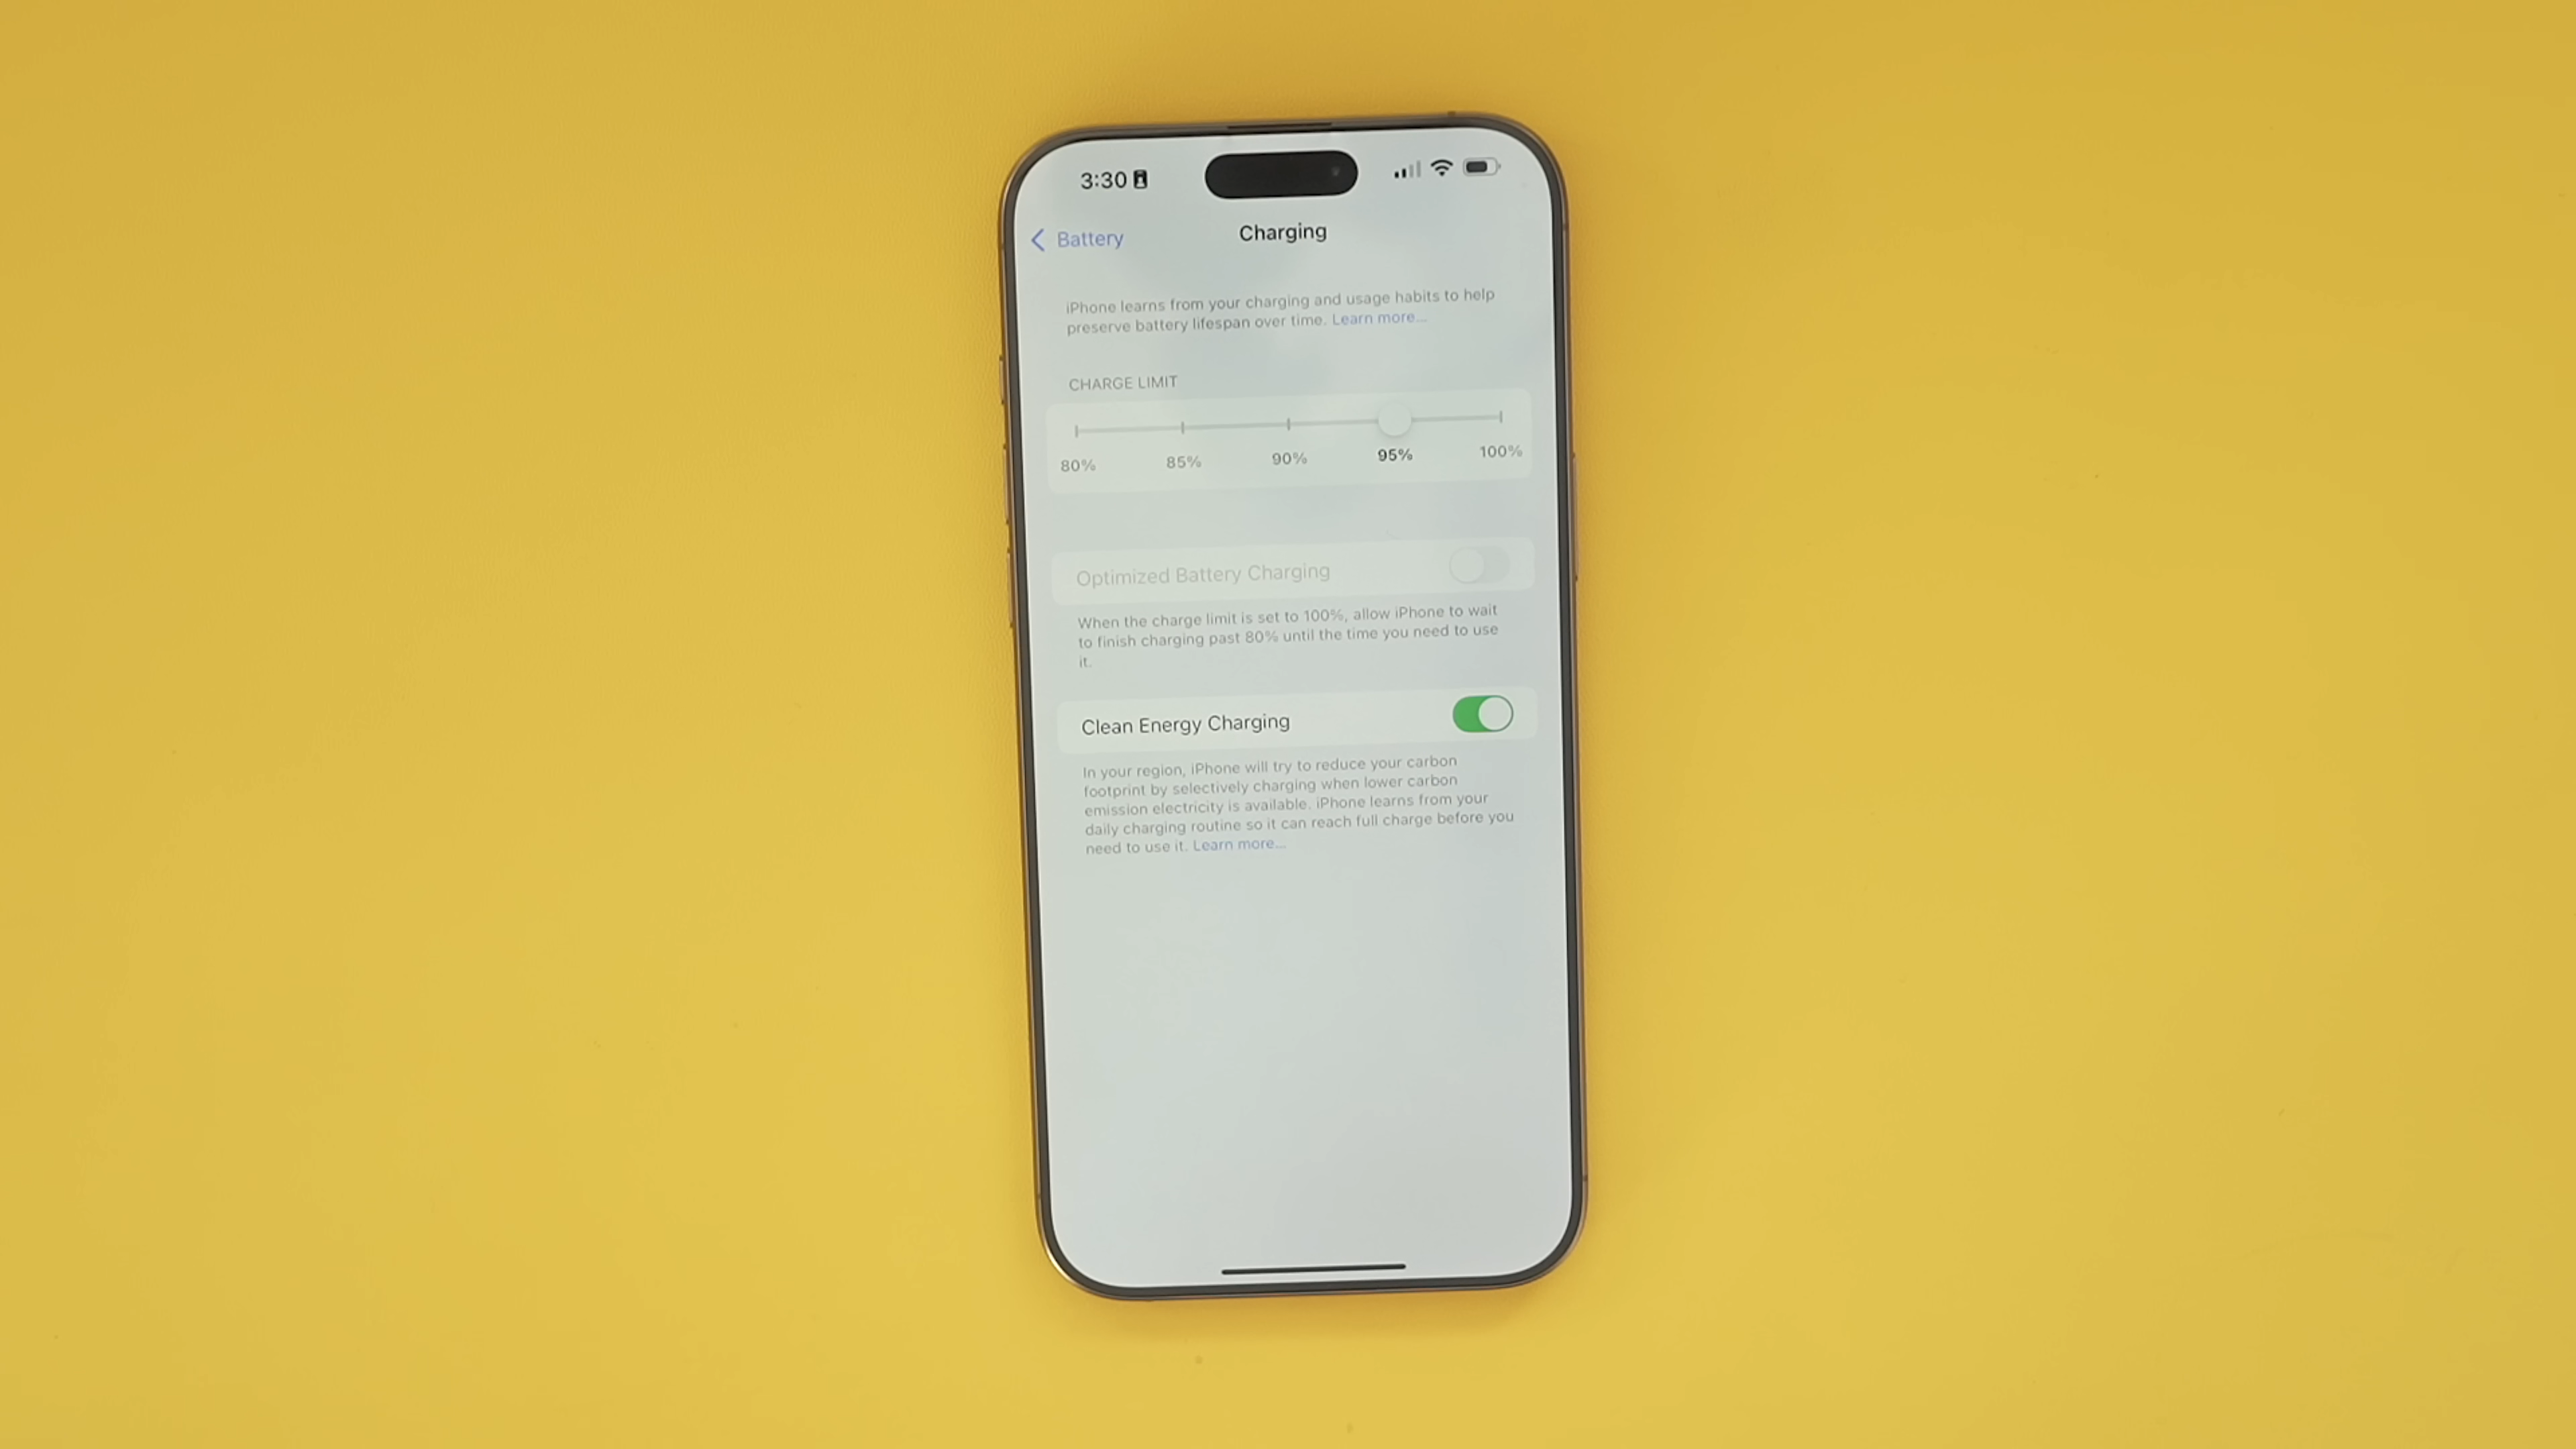 3:30
Battery
Charging
iPhone learns from your charging and usage habits to help
preserve battery lifespan over time. Learn more...
CHARGE LIMIT
80% 85% 90% 95% 100%
Optimized Battery Charging
When the charge limit is set to 100%, allow iPhone to wait
to finish charging past 80% until the time you need to use
it.
Clean Energy Charging
In your region, iPhone will try to reduce your carbon
footprint by selectively charging when lower carbon
emission electricity is available. iPhone learns from your
daily charging routine so it can reach full charge before you
need to use it. Learn more...